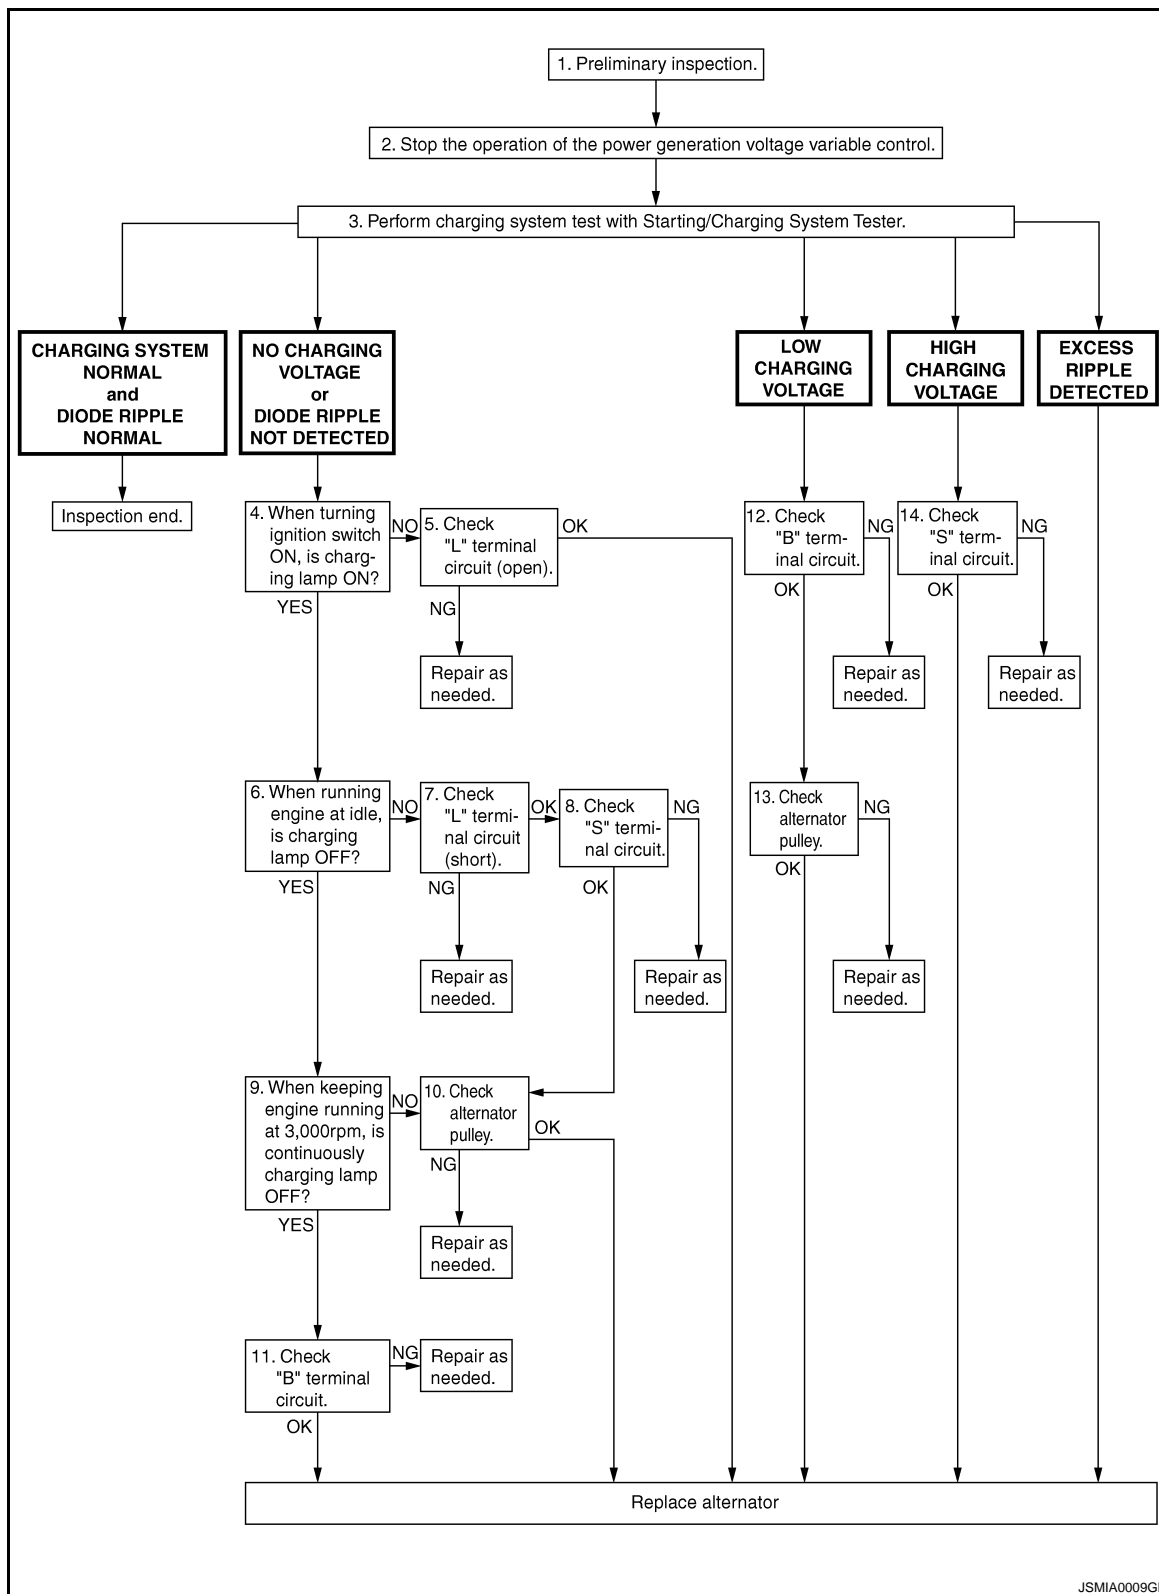 1. Preliminary inspection.
2. Stop the operation of the power generation voltage variable control.
3. Perform charging system test with Starting/Charging System Tester.
CHARGING SYSTEM
NORMAL
and
DIODE RIPPLE
NORMAL
NO CHARGING
VOLTAGE
or
DIODE RIPPLE
NOT DETECTED
LOW
CHARGING
VOLTAGE
HIGH
CHARGING
VOLTAGE
EXCESS
RIPPLE
DETECTED
Inspection end.
4. When turning
ignition switch
ON, is charg-
ing lamp ON?
NO
YES
5. Check
"L" terminal
circuit (open).
OK
NG
Repair as
needed.
12. Check
"B" term-
inal circuit.
NG
OK
Repair as
needed.
14. Check
"S" term-
inal circuit.
NG
OK
Repair as
needed.
6. When running
engine at idle,
is charging
lamp OFF?
NO
YES
7. Check
"L" termi-
nal circuit
(short).
OK
NG
Repair as
needed.
8. Check
"S" termi-
nal circuit.
NG
OK
Repair as
needed.
13. Check
alternator
pulley.
NG
OK
Repair as
needed.
9. When keeping
engine running
at 3,000rpm, is
continuously
charging lamp
OFF?
NO
YES
10. Check
alternator
pulley.
OK
NG
Repair as
needed.
11. Check
"B" terminal
circuit.
NG
OK
Repair as
needed.
Replace alternator